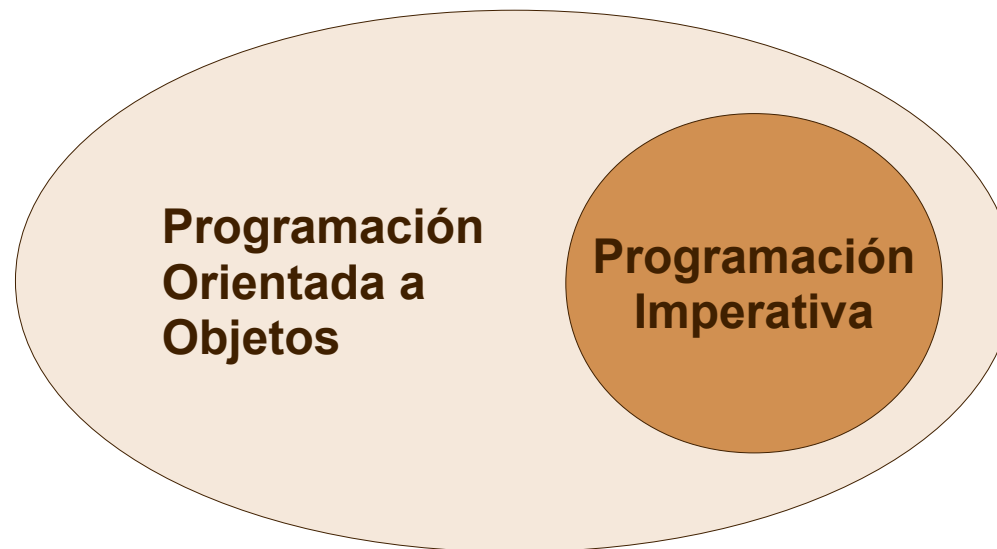 Programación
Orientada a
Objetos
Programación
Imperativa